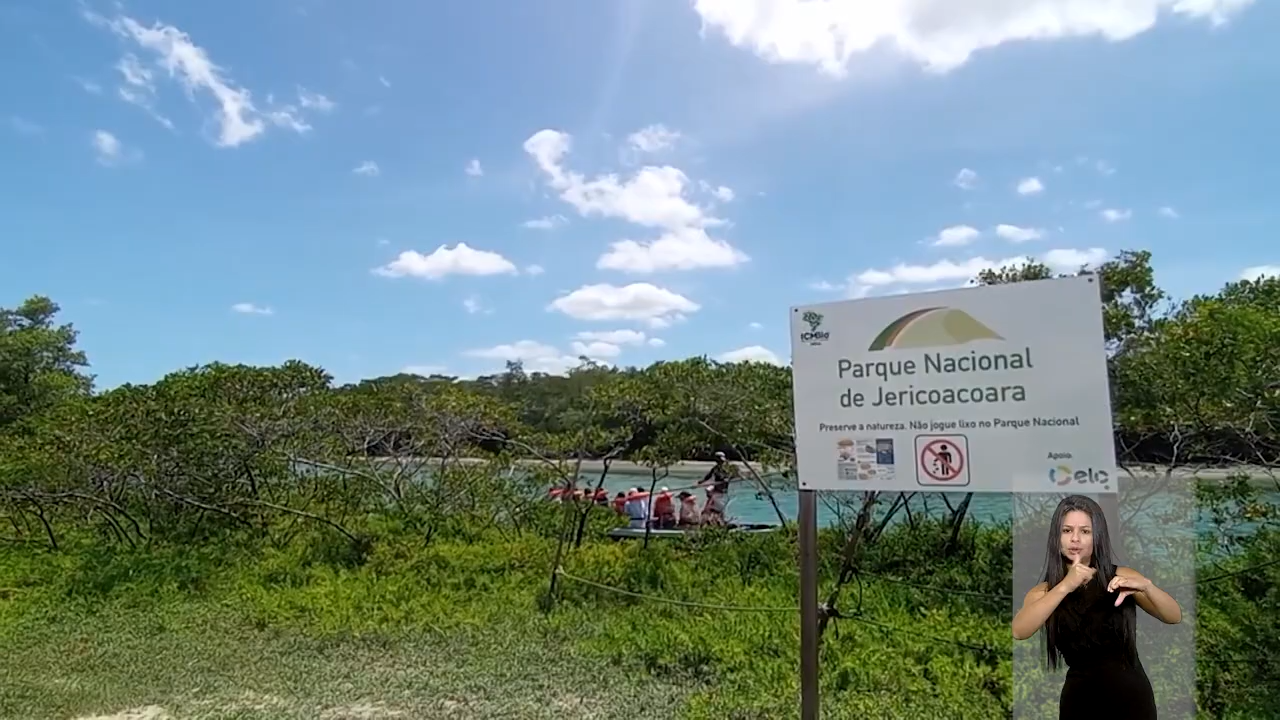 ICMBio
Parque Nacional
de Jericoacoara
Preserve a natureza. Não jogue lixo no Parque Nacional
Apoio:
elo